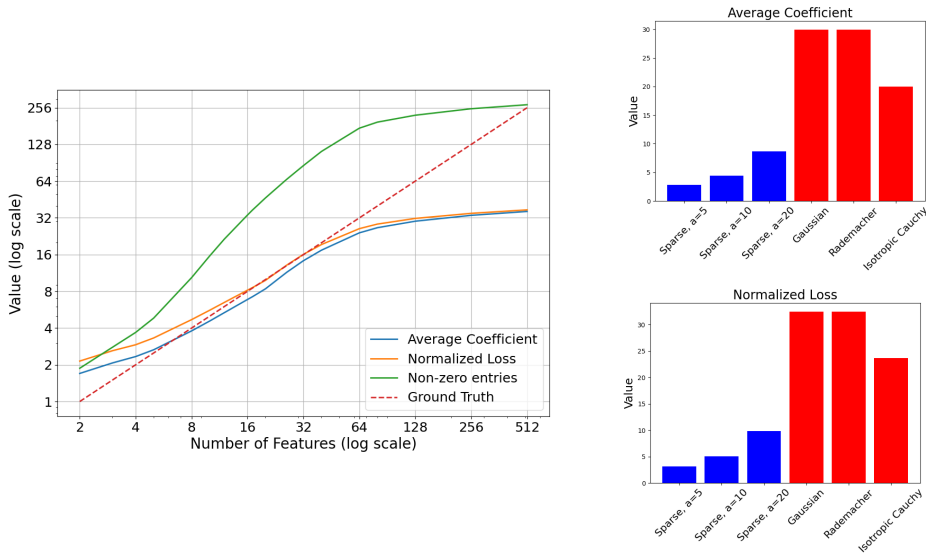 Value (log scale)
256
128
64
32
16
8
4
2
1
2 4 8 16 32 64 128 256 512
Number of Features (log scale)
Average Coefficient
Normalized Loss
Non-zero entries
Ground Truth
Average Coefficient
Value
30
25
20
15
10
5
0
Sparse, a=5
Sparse, a=10
Sparse, a=20
Gaussian
Rademacher
Isotropic Cauchy
Normalized Loss
Value
30
25
20
15
10
5
0
Sparse, a=5
Sparse, a=10
Sparse, a=20
Gaussian
Rademacher
Isotropic Cauchy